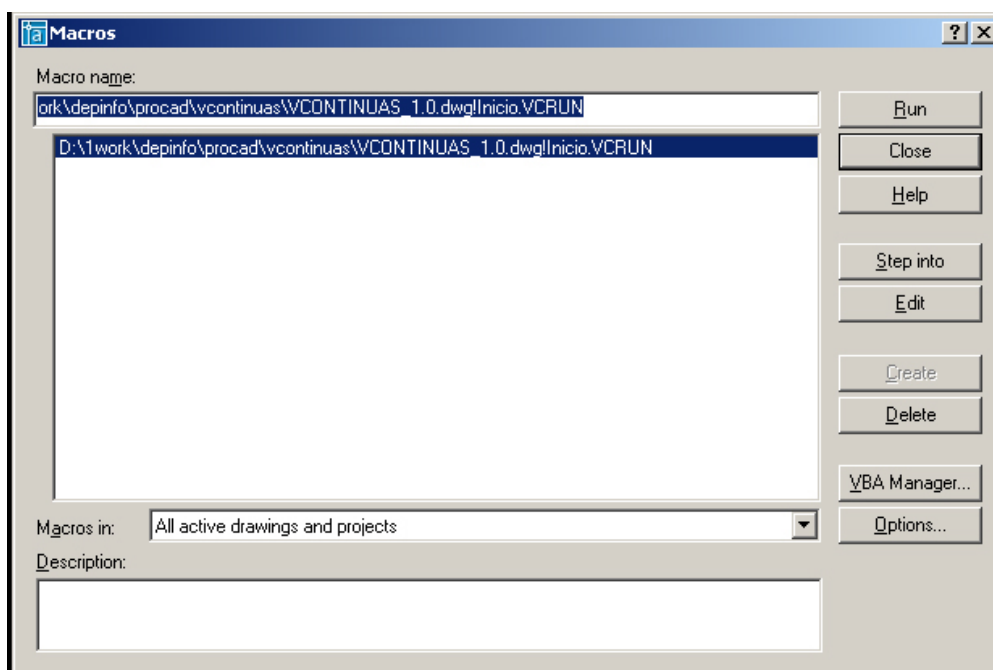 Macros
Macro name:
ork\depinfo\procad\vcontinuas\VCONTINUAS_1.0.dwg!Inicio.VCRUN
D:\1work\depinfo\procad\vcontinuas\VCONTINUAS_1.0.dwg!Inicio.VCRUN
Run
Close
Help
Step into
Edit
Create
Delete
VBA Manager...
Macros in:
All active drawings and projects
Options...
Description: